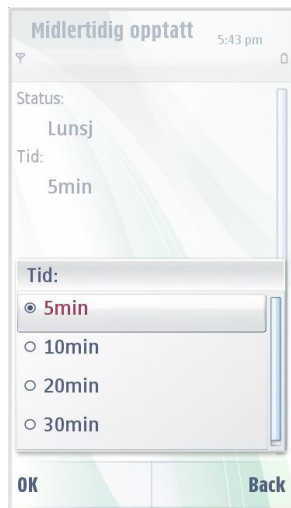 Midlertidig opptatt
5:43 pm
Status:
Lunsj
Tid:
5min
Tid:
5min
10min
20min
30min
OK Back